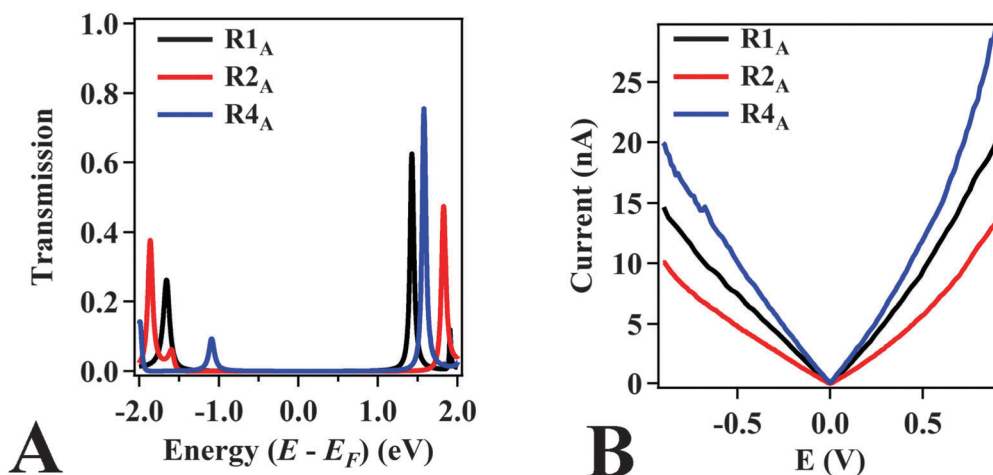 1.0
0.8
0.6
0.4
0.2
0.0
Transmission
R1A
R2A
R4A
-2.0 -1.0 0.0 1.0 2.0
Energy (E - EF) (eV)
A
25
20
15
10
5
0
Current (nA)
R1A
R2A
R4A
-0.5 0.0 0.5
E (V)
B